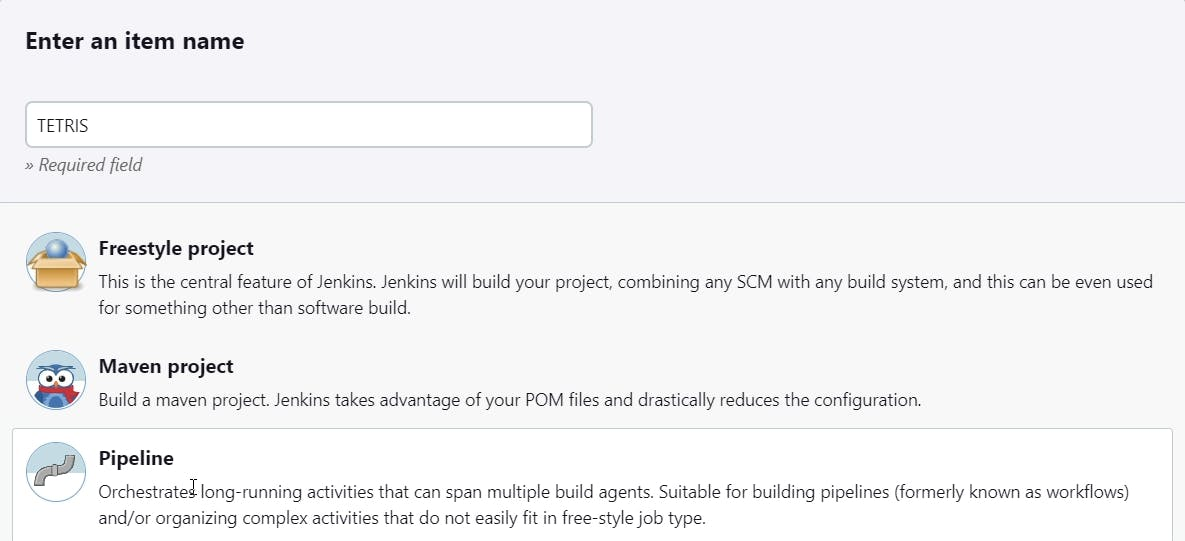 Enter an item name
TETRIS
» Required field
Freestyle project
This is the central feature of Jenkins. Jenkins will build your project, combining any SCM with any build system, and this can be even used
for something other than software build.
Maven project
Build a maven project. Jenkins takes advantage of your POM files and drastically reduces the configuration.
Pipeline
Orchestrates long-running activities that can span multiple build agents. Suitable for building pipelines (formerly known as workflows)
and/or organizing complex activities that do not easily fit in free-style job type.